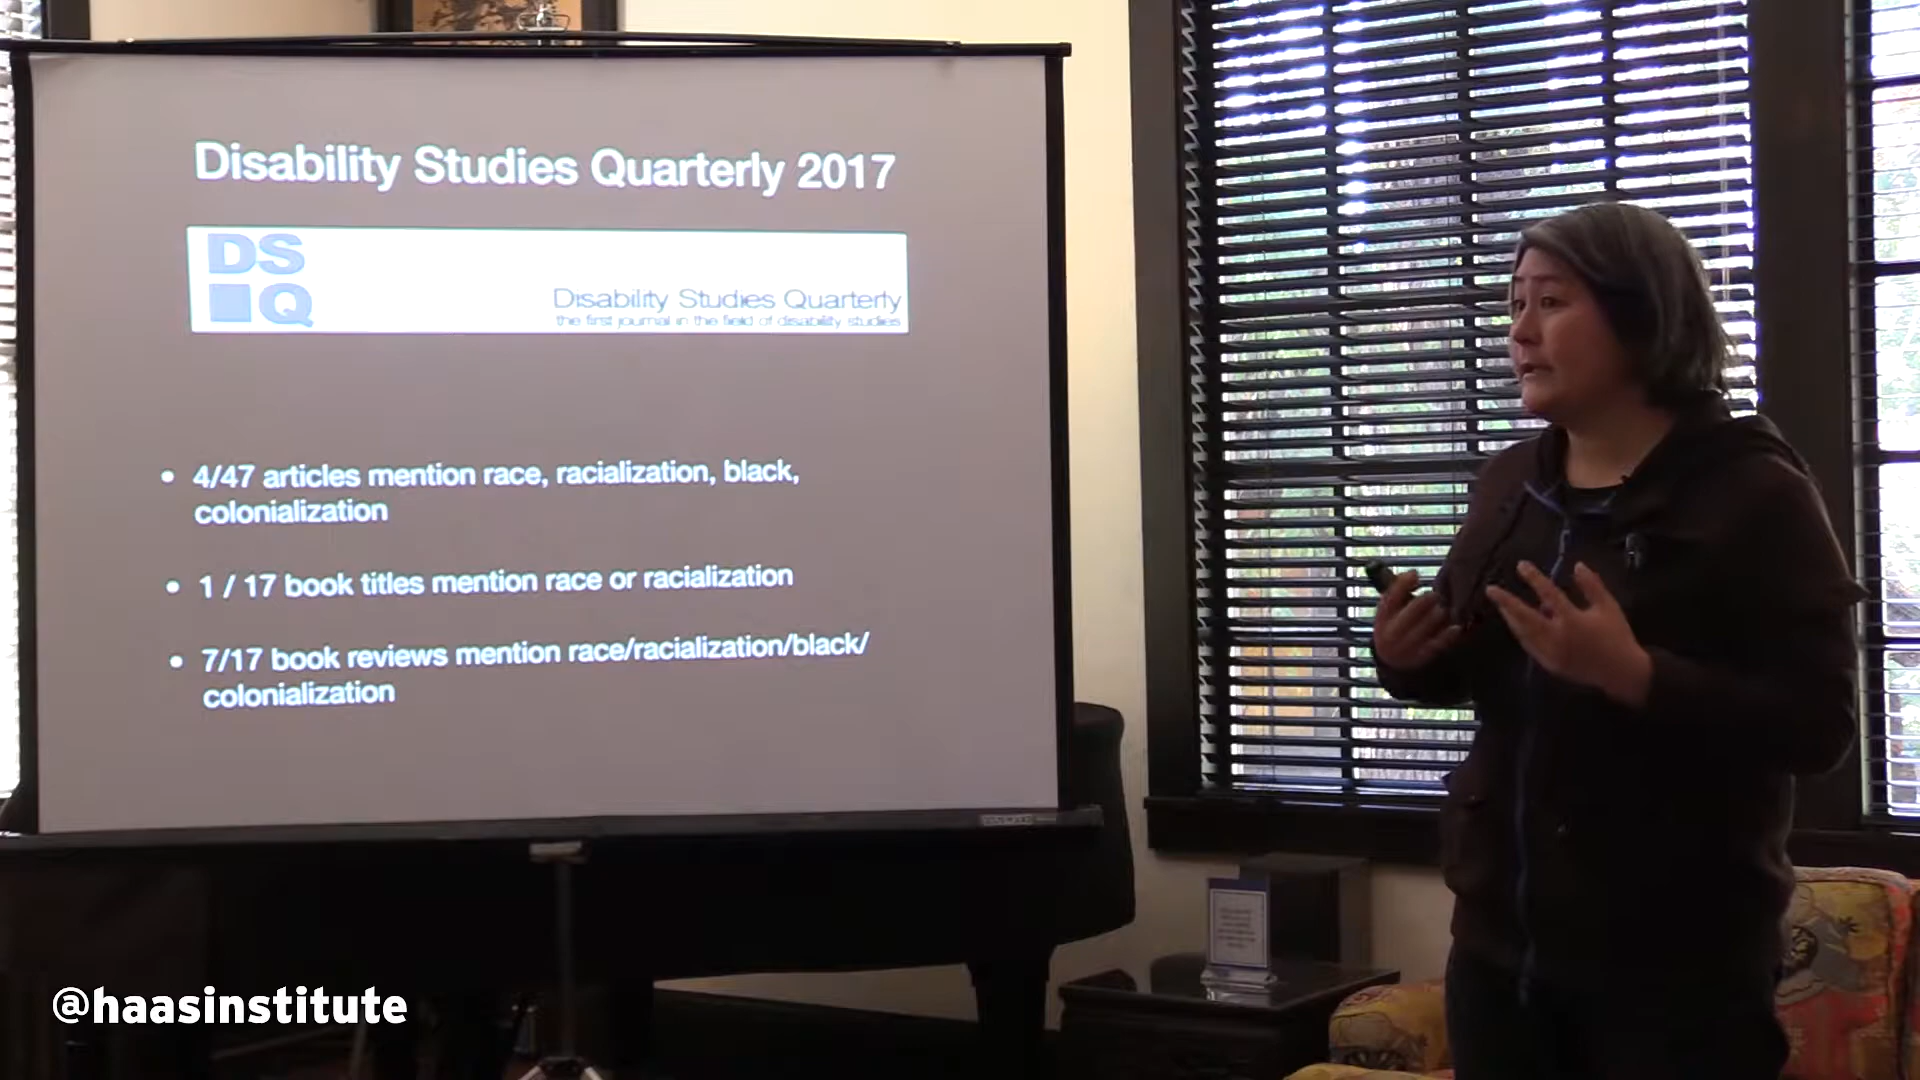 Disability Studies Quarterly 2017
DS
Q
Disability Studies Quarterly
the first journal in the field of disability studies
• 4/47 articles mention race, racialization, black,
colonialization
• 1 / 17 book titles mention race or racialization
• 7/17 book reviews mention race/racialization/black/
colonialization
@haasinstitute